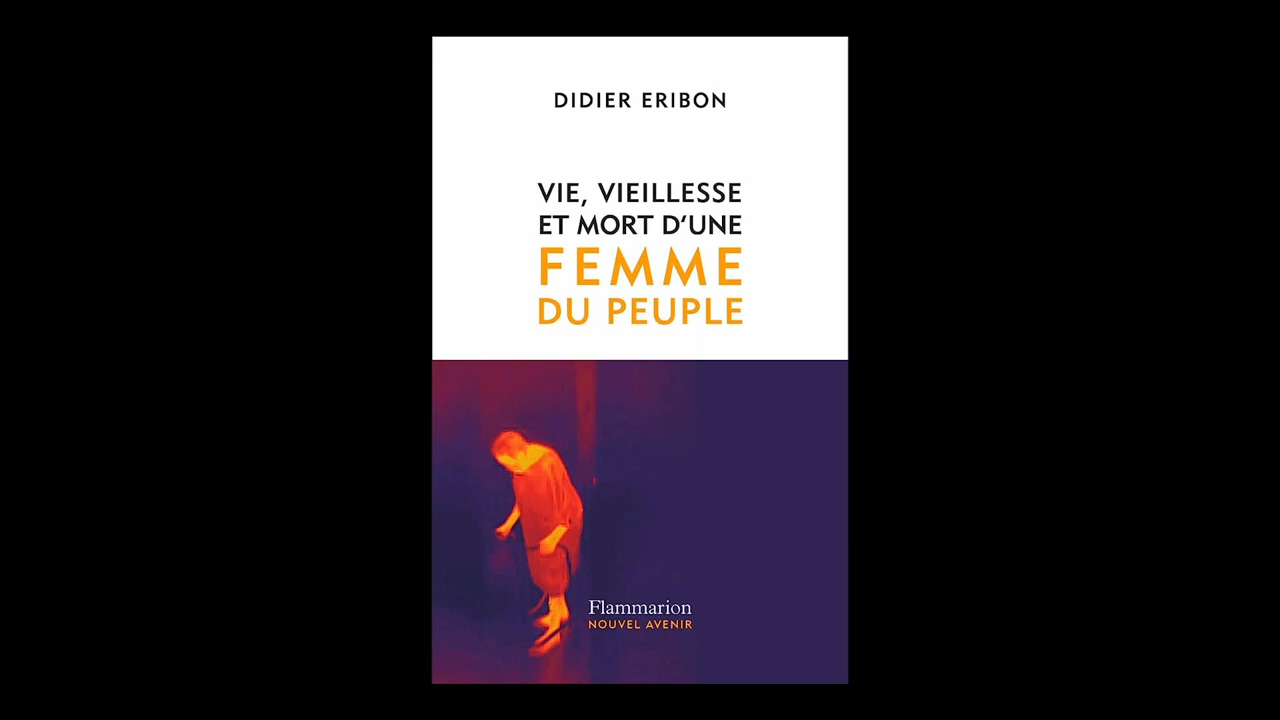 DIDIER ERIBON
VIE, VIEILLESSE
ET MORT D'UNE
FEMME
DU PEUPLE
Flammarion
NOUVEL AVENIR